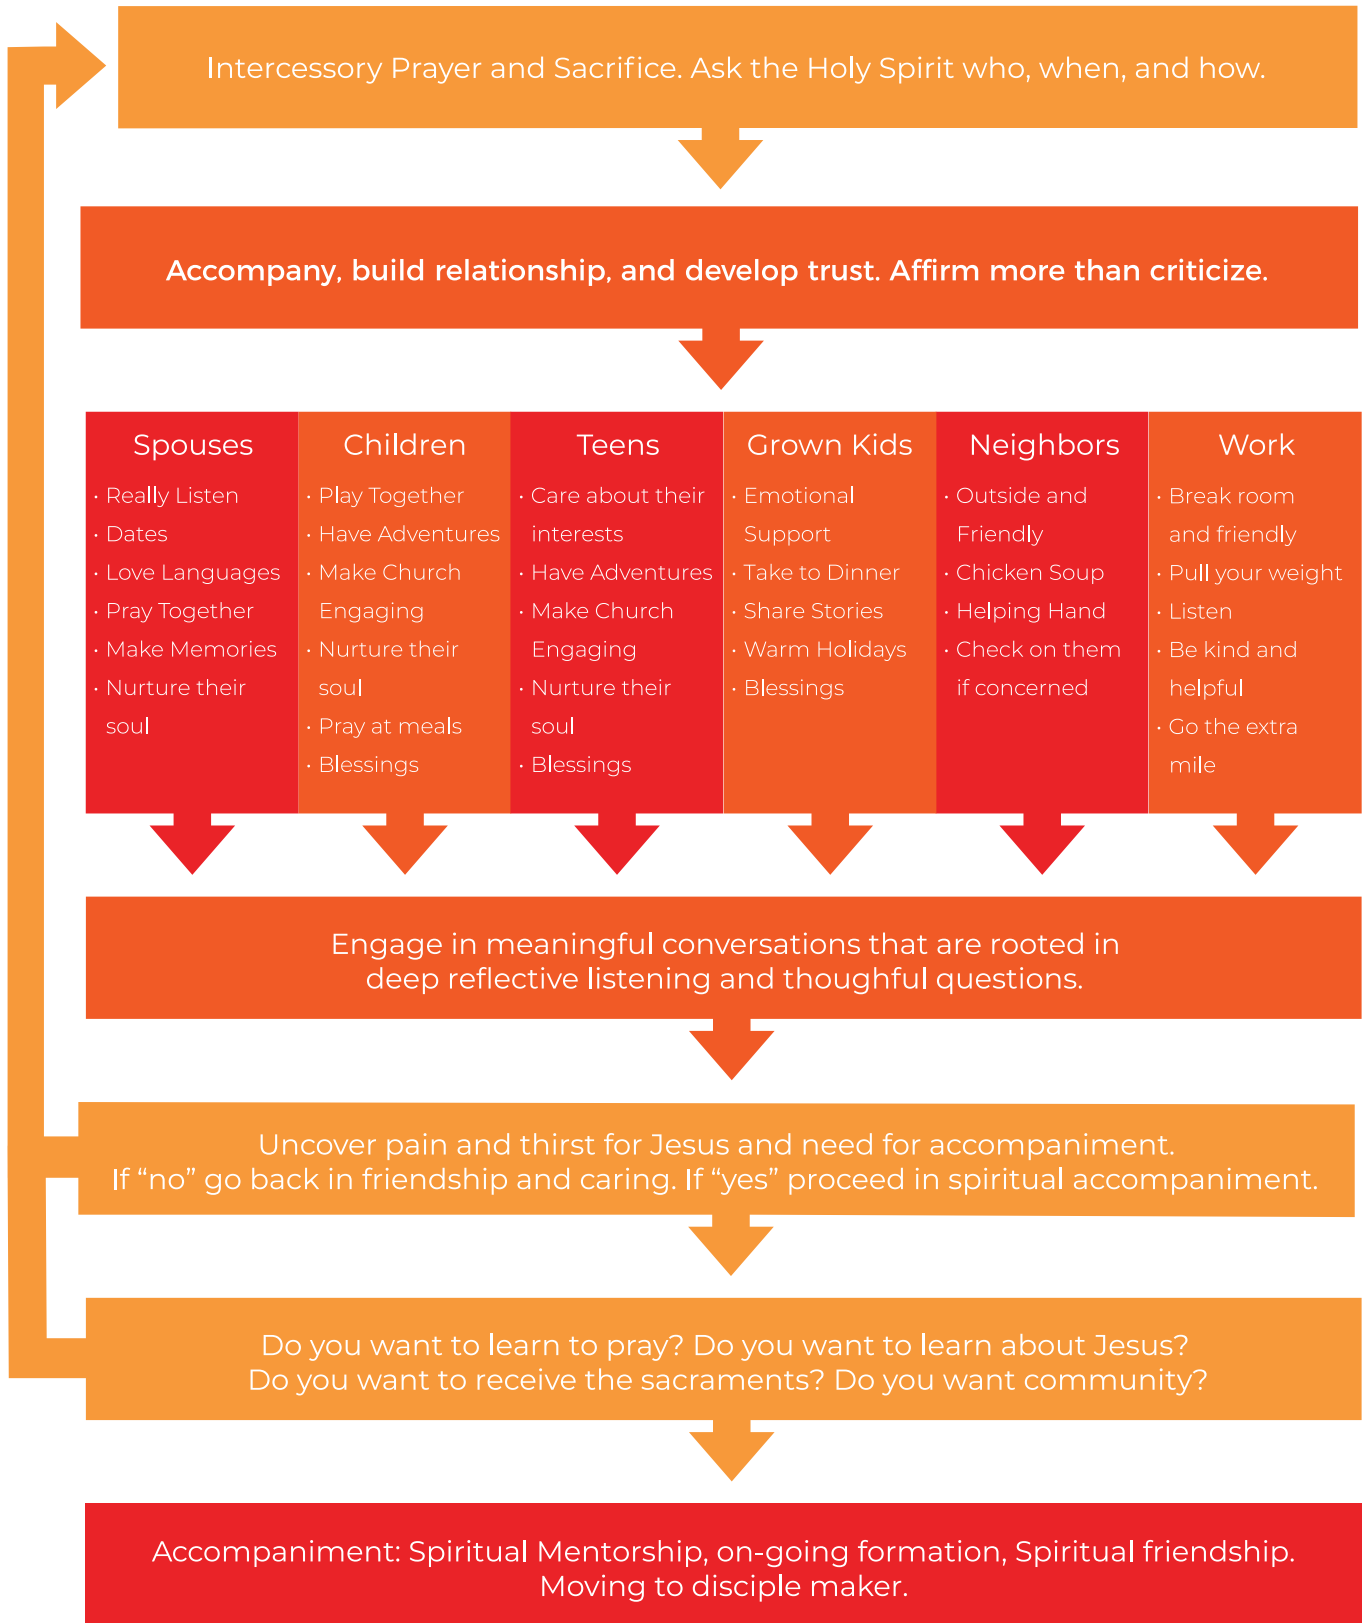 Intercessory Prayer and Sacrifice. Ask the Holy Spirit who, when, and how.
Accompany, build relationship, and develop trust. Affirm more than criticize.
Spouses
· Really Listen
· Dates
· Love Languages
· Pray Together
· Make Memories
· Nurture their
soul
Children
· Play Together
· Have Adventures
· Make Church
Engaging
· Nurture their
soul
· Pray at meals
· Blessings
Teens
· Care about their
interests
· Have Adventures
· Make Church
Engaging
· Nurture their
soul
· Blessings
Grown Kids
· Emotional
Support
· Take to Dinner
· Share Stories
· Warm Holidays
· Blessings
Neighbors
· Outside and
Friendly
· Chicken Soup
· Helping Hand
· Check on them
if concerned
Work
· Break room
and friendly
· Pull your weight
· Listen
· Be kind and
helpful
· Go the extra
mile
Engage in meaningful conversations that are rooted in
deep reflective listening and thoughtful questions.
Uncover pain and thirst for Jesus and need for accompaniment.
If “no” go back in friendship and caring. If “yes” proceed in spiritual accompaniment.
Do you want to learn to pray? Do you want to learn about Jesus?
Do you want to receive the sacraments? Do you want community?
Accompaniment: Spiritual Mentorship, on-going formation, Spiritual friendship.
Moving to disciple maker.